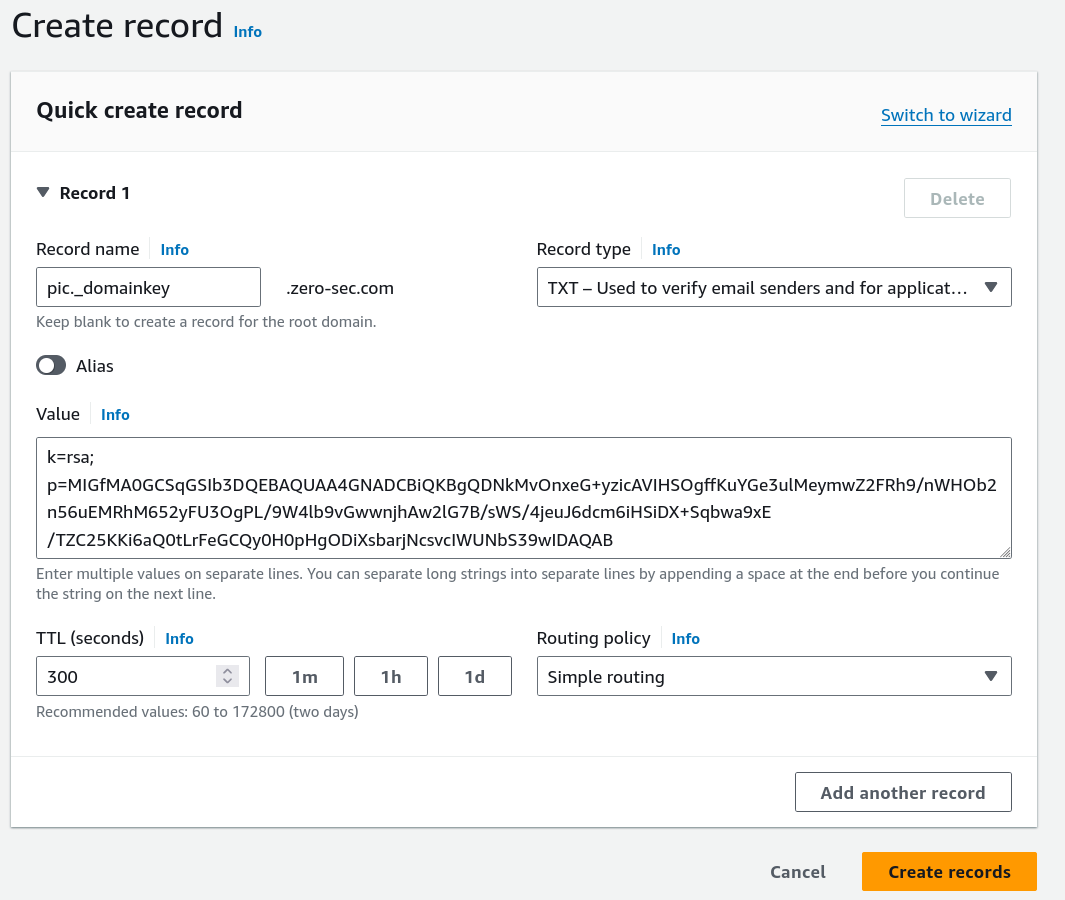 Create record Info
Quick create record
Switch to wizard
Record 1
Delete
Record name Info
Record type Info
pic._domainkey .zero-sec.com
TXT – Used to verify email senders and for applicat…
Keep blank to create a record for the root domain.
Alias
Value Info
k=rsa;
p=MIGfMA0GCSqGSIb3DQEBAQUAA4GNADCBiQKBgQDNkMvOnxeG+yzicAVIHSOgffKuYGe3ulMeymwZ2FRh9/nWHOb2
n56uEMRhM652yFU3OgPL/9W4lb9vGwwnjhAw2lG7B/sWS/4jeuJ6dcm6iHSiDX+Sqbwa9xE
/TZC25KKi6aQ0tLrFeGCQy0H0pHgODiXsbarjNcsvcIWUNbS39wIDAQAB
Enter multiple values on separate lines. You can separate long strings into separate lines by appending a space at the end before you continue
the string on the next line.
TTL (seconds) Info
Routing policy Info
300 1m 1h 1d
Simple routing
Recommended values: 60 to 172800 (two days)
Add another record
Cancel Create records